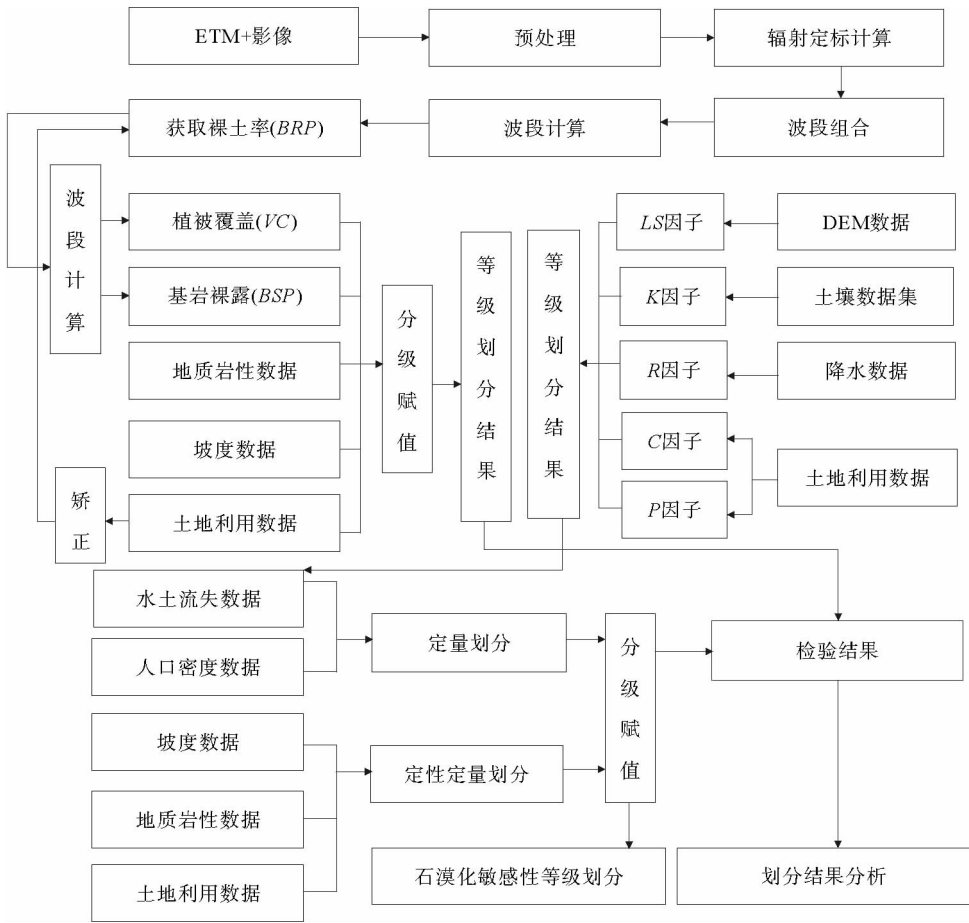 ETM+影像
预处理
辐射定标计算
获取裸土率(BRP)
波段计算
波段组合
波段计算
植被覆盖(VC)
基岩裸露(BSP)
地质岩性数据
坡度数据
土地利用数据
矫正
分级赋值
等级划分结果
等级划分结果
LS因子
DEM数据
K因子
土壤数据集
R因子
降水数据
C因子
P因子
土地利用数据
水土流失数据
人口密度数据
定量划分
分级赋值
检验结果
坡度数据
地质岩性数据
土地利用数据
定性定量划分
石漠化敏感性等级划分
划分结果分析